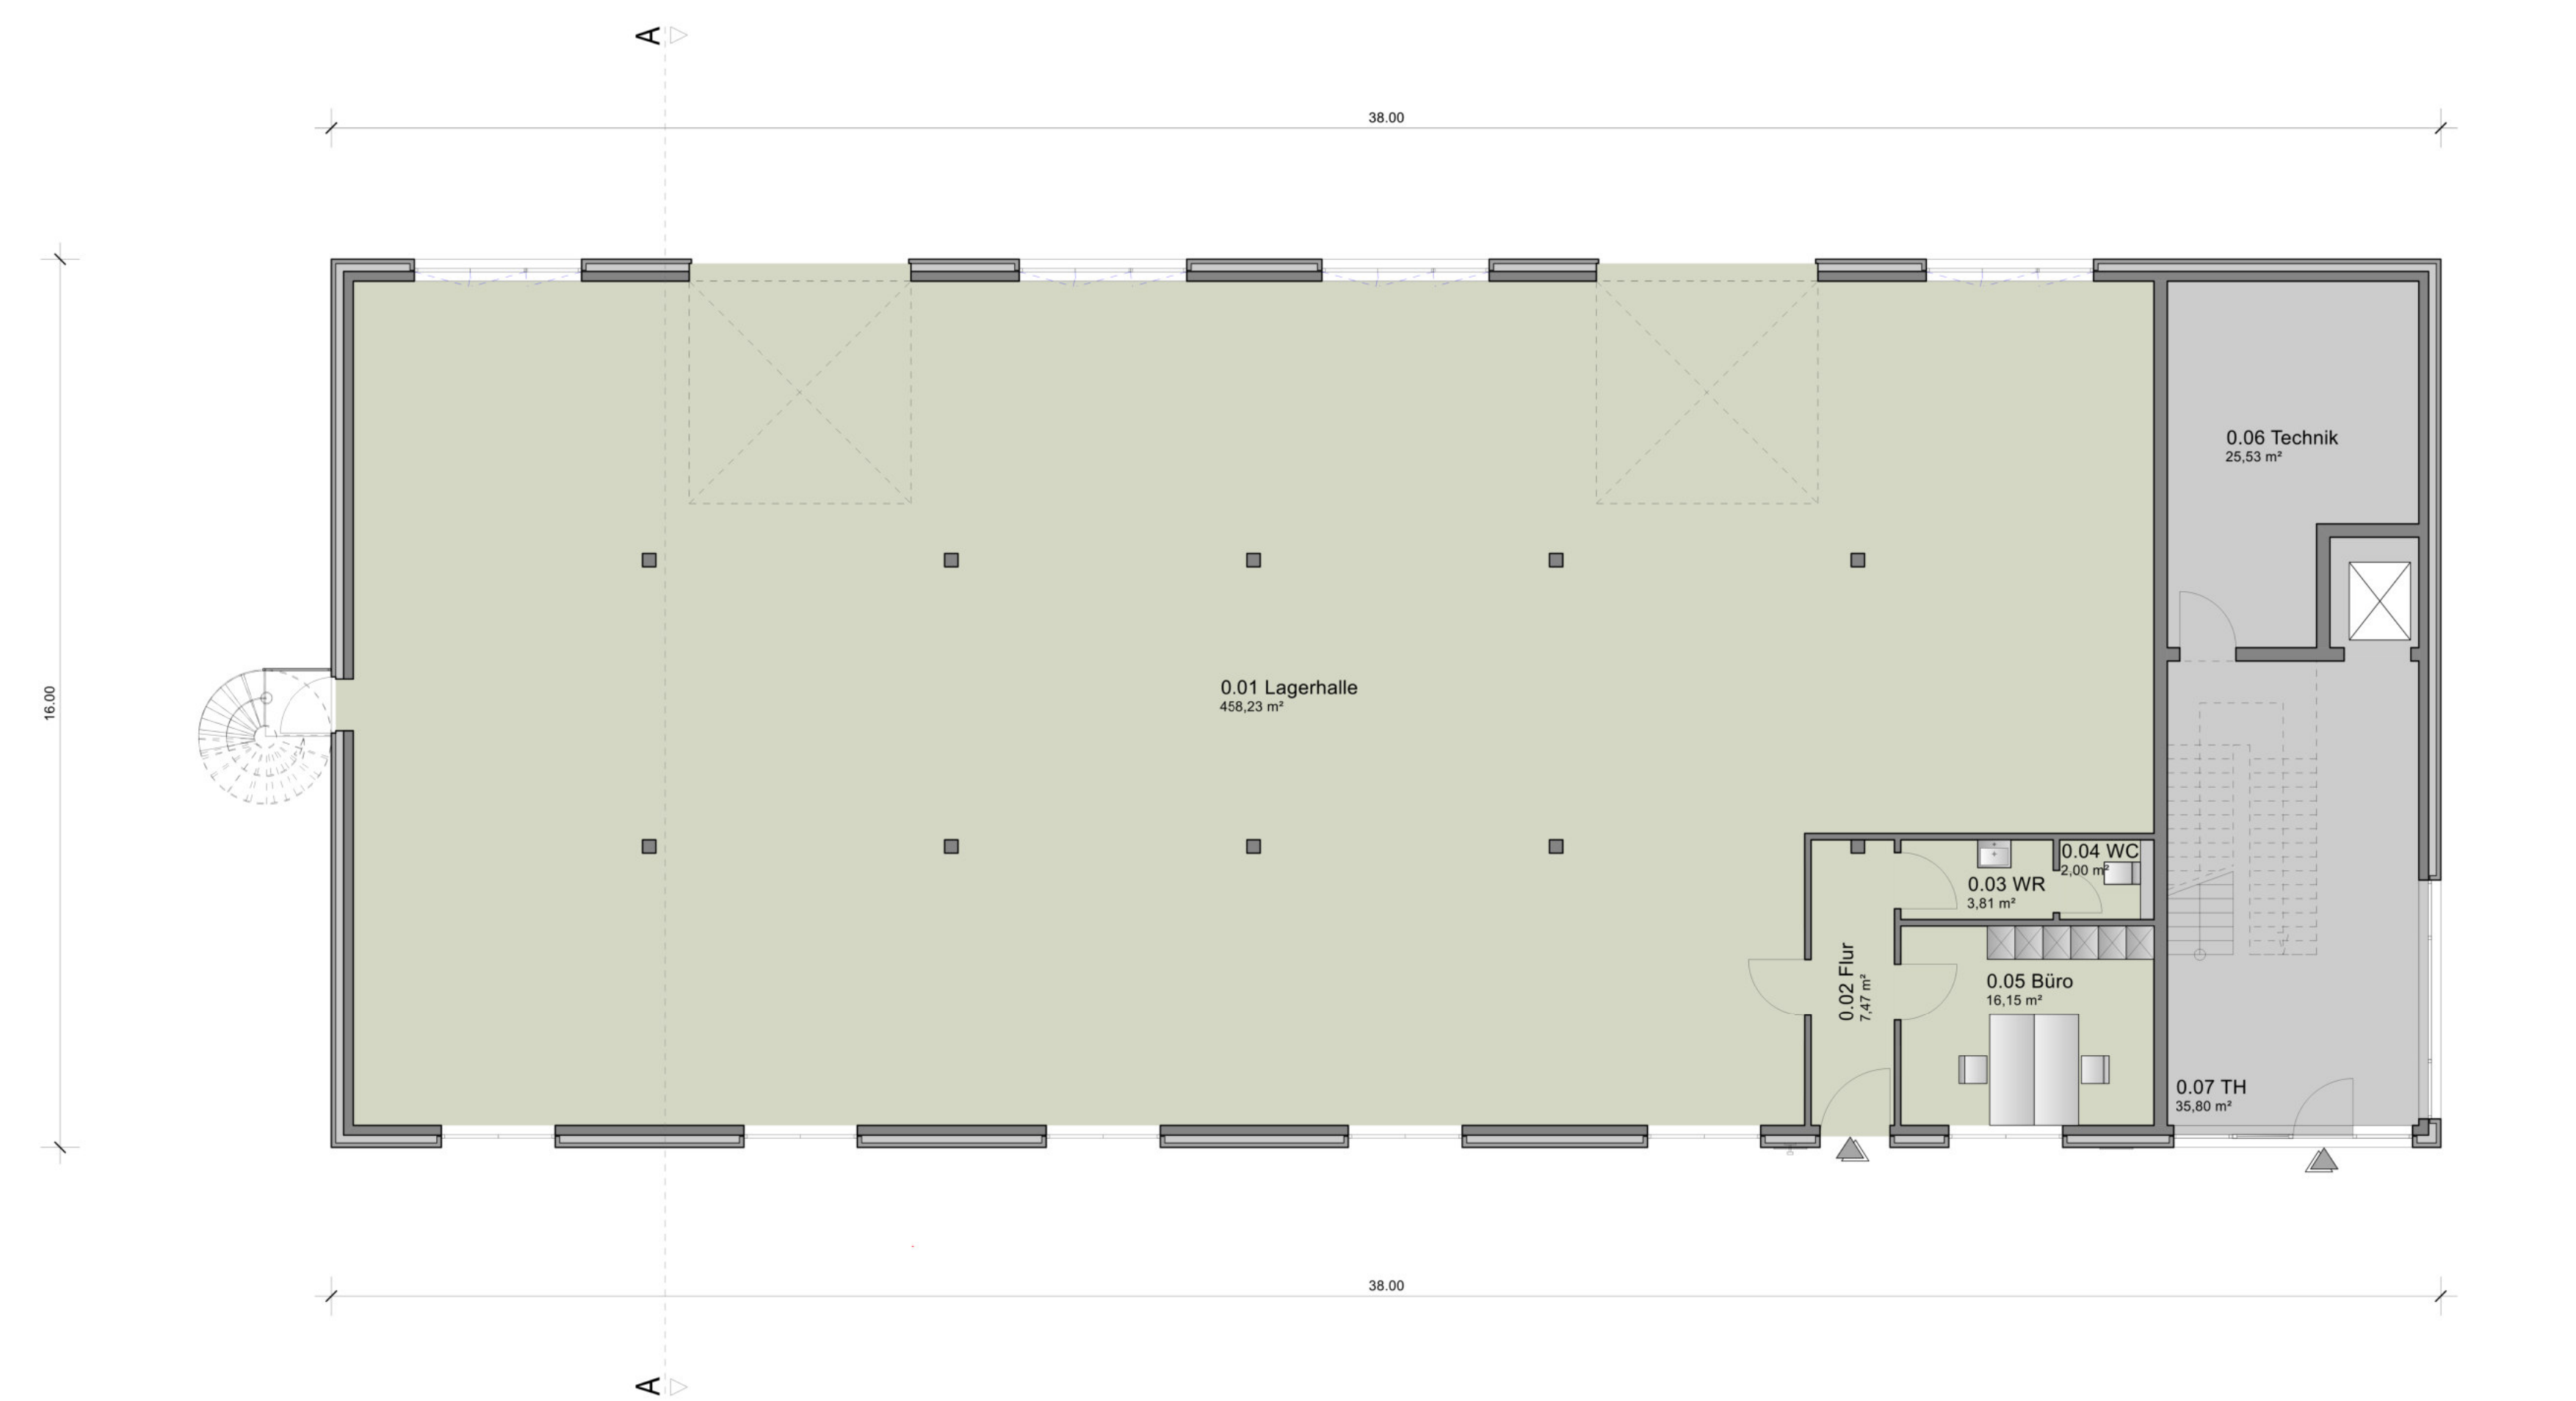 A
38.00
0.06 Technik
25,53 m²
0.01 Lagerhalle
458,23 m²
16.00
0.04 WC
2,00 m²
0.03 WR
3,81 m²
0.02 Flur
7,47 m²
0.05 Büro
16,15 m²
0.07 TH
35,80 m²
38.00
A